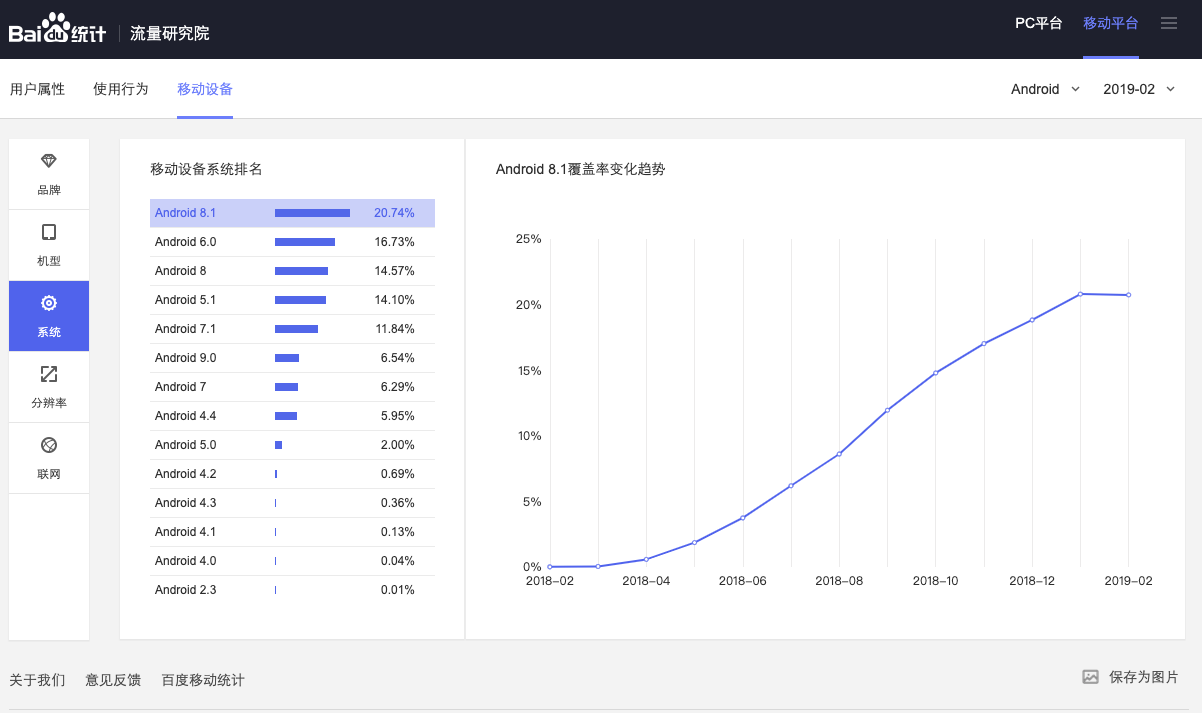 Baidu统计 流量研究院
PC平台 移动平台
用户属性 使用行为 移动设备
Android 2019-02
品牌
机型
系统
分辨率
联网
移动设备系统排名
Android 8.1 20.74%
Android 6.0 16.73%
Android 8 14.57%
Android 5.1 14.10%
Android 7.1 11.84%
Android 9.0 6.54%
Android 7 6.29%
Android 4.4 5.95%
Android 5.0 2.00%
Android 4.2 0.69%
Android 4.3 0.36%
Android 4.1 0.13%
Android 4.0 0.04%
Android 2.3 0.01%
Android 8.1覆盖率变化趋势
25%
20%
15%
10%
5%
0%
2018–02 2018–04 2018–06 2018–08 2018–10 2018–12 2019–02
关于我们 意见反馈 百度移动统计
保存为图片